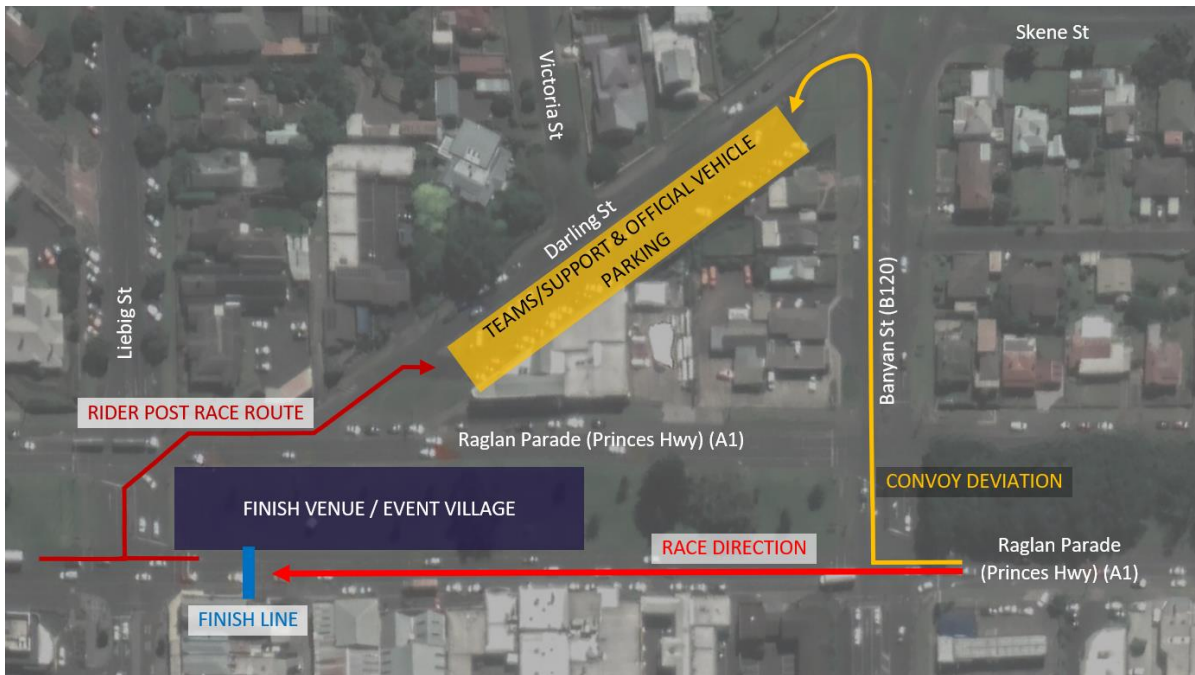 Skene St
Victoria St
Darling St
TEAMS/SUPPORT & OFFICIAL VEHICLE
PARKING
Liebig St
Banyan St (B120)
RIDER POST RACE ROUTE
Raglan Parade (Princes Hwy) (A1)
CONVOY DEVIATION
FINISH VENUE / EVENT VILLAGE
RACE DIRECTION
Raglan Parade
(Princes Hwy) (A1)
FINISH LINE